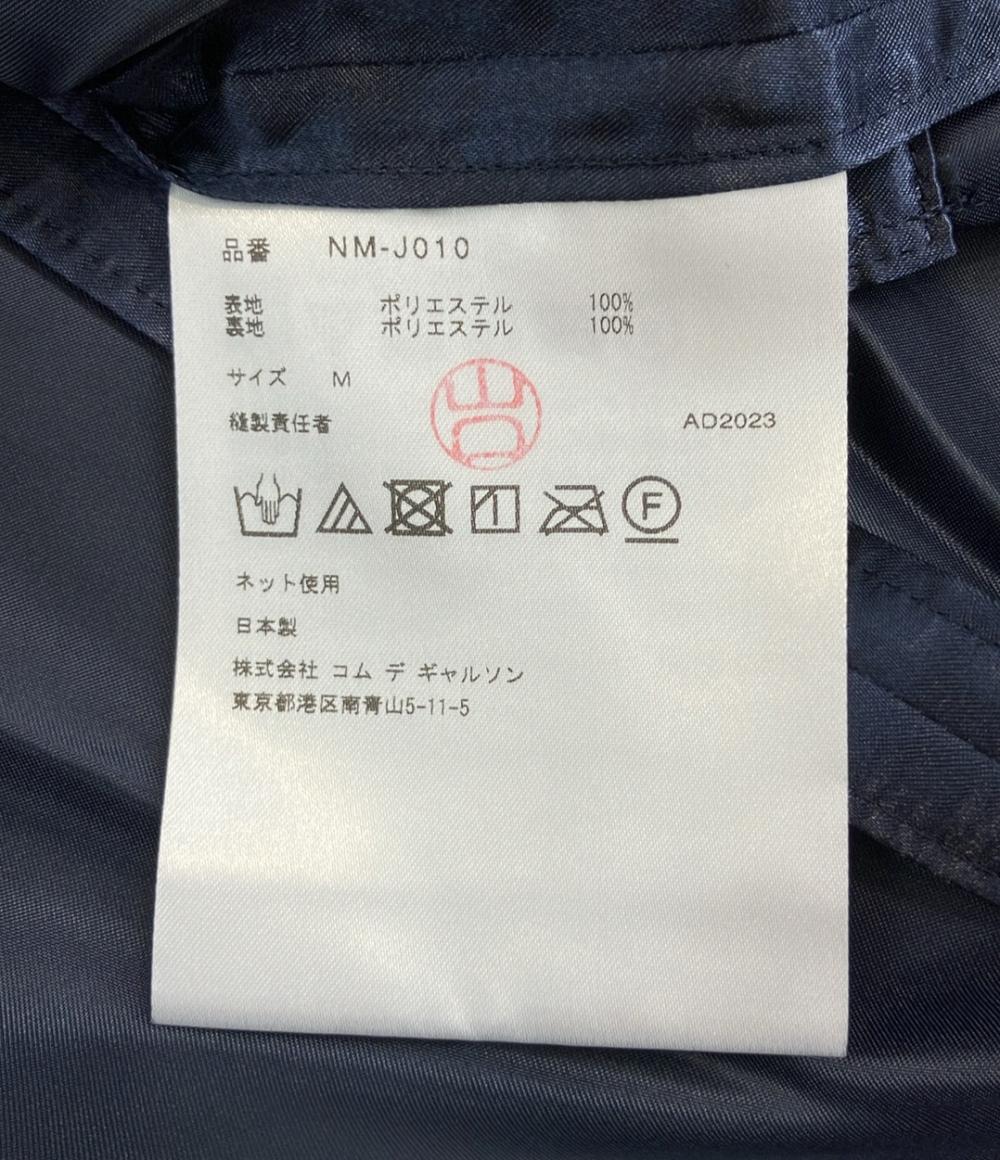 品番 NM-J010
表地 ポリエステル 100%
裏地 ポリエステル 100%
サイズ M
縫製責任者 山口 AD2023
F
ネット使用
日本製
株式会社 コム デ ギャルソン
東京都港区南青山5-11-5